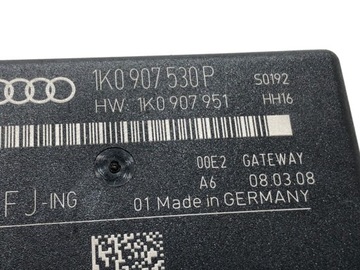 1K0 907 530 P S0192
HW: 1K0 907 951 HH16
00E2 GATEWAY
FJ-ING A6 08.03.08
01 Made in GERMANY